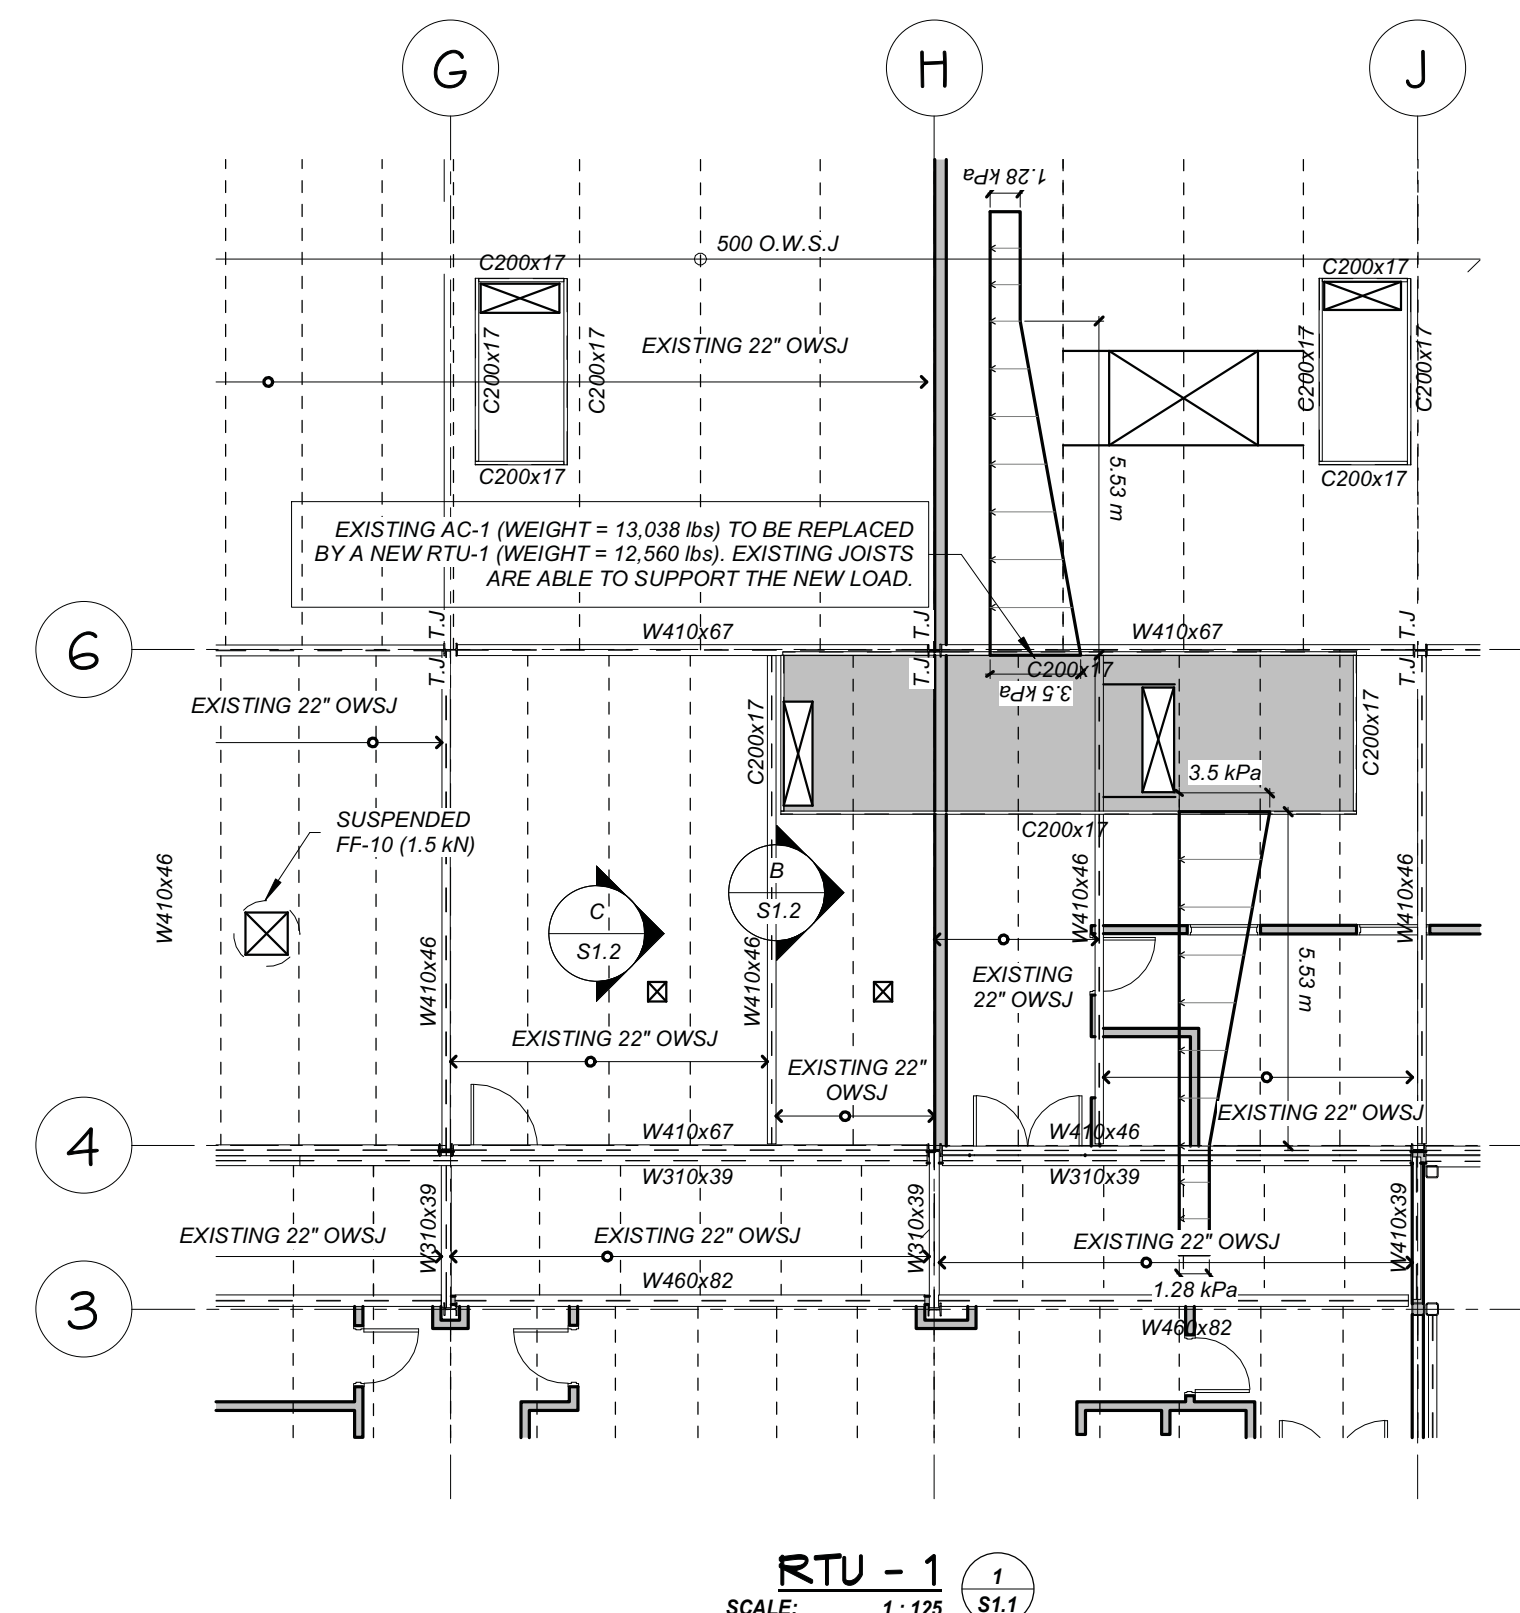 G
H
J
1.28 kPa
500 O.W.S.J
C200x17
C200x17
EXISTING 22" OWSJ
C200x17
C200x17
C200x17
C200x17
5.53 m
C200x17
C200x17
EXISTING AC-1 (WEIGHT = 13,038 lbs) TO BE REPLACED
BY A NEW RTU-1 (WEIGHT = 12,560 lbs). EXISTING JOISTS
ARE ABLE TO SUPPORT THE NEW LOAD.
6
T.J
T.J
T.J
W410x67
W410x67
T.J
T.J
T.J
C200x17
3.5 kPa
EXISTING 22" OWSJ
C200x17
C200x17
3.5 kPa
SUSPENDED
FF-10 (1.5 kN)
C200x17
B
S1.2
C
S1.2
W410x46
W410x46
W410x46
W410x46
W410x46
EXISTING
22" OWSJ
5.53 m
EXISTING 22" OWSJ
EXISTING 22"
OWSJ
EXISTING 22" OWSJ
4
W410x67
W410x46
W310x39
W310x39
W310x39
W310x39
W410x39
EXISTING 22" OWSJ
EXISTING 22" OWSJ
EXISTING 22" OWSJ
W460x82
1.28 kPa
3
W460x82
RTU - 1
1
S1.1
SCALE: 1 : 125